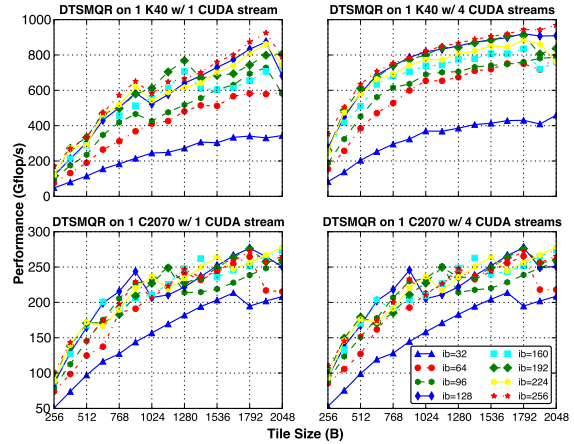 DTSMQR on 1 K40 w/ 1 CUDA stream
DTSMQR on 1 K40 w/ 4 CUDA streams
1000
800
600
400
200
0
DTSMQR on 1 C2070 w/ 1 CUDA stream
DTSMQR on 1 C2070 w/ 4 CUDA streams
300
250
200
150
100
50
256 512 768 1024 1280 1536 1792 2048
256 512 768 1024 1280 1536 1792 2048
Performance (Gflop/s)
Tile Size (B)
ib=32
ib=64
ib=96
ib=128
ib=160
ib=192
ib=224
ib=256